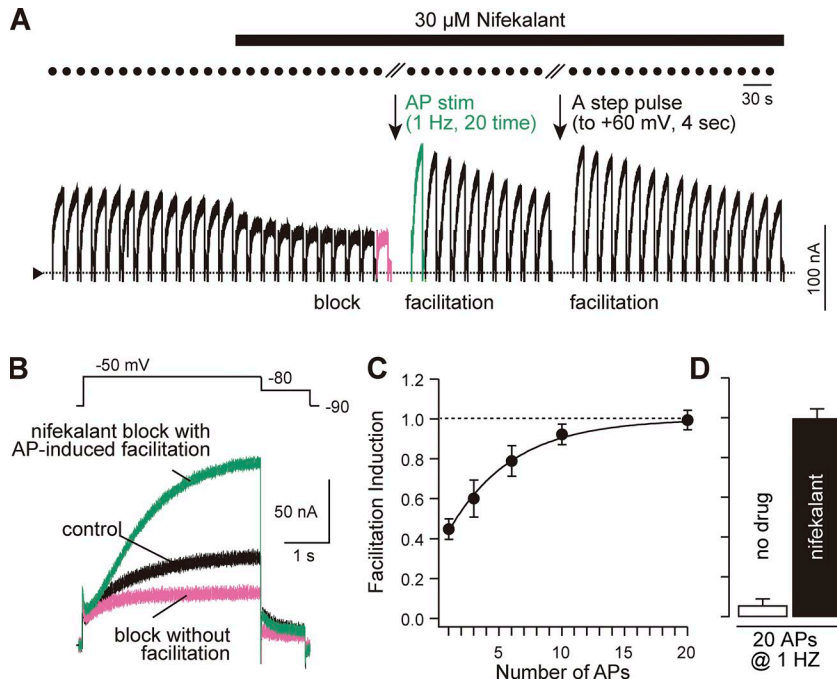 A
30 µM Nifekalant
30 s
AP stim
(1 Hz, 20 time)
A step pulse
(to +60 mV, 4 sec)
100 nA
block
facilitation
facilitation
B
-50 mV
-80
-90
nifekalant block with
AP-induced facilitation
control
50 nA
1 s
block without
facilitation
C
Facilitation Induction
1.2
1.0
0.8
0.6
0.4
0.2
0.0
5
10
20
Number of APs
D
no drug
nifekalant
20 APs
@ 1 HZ